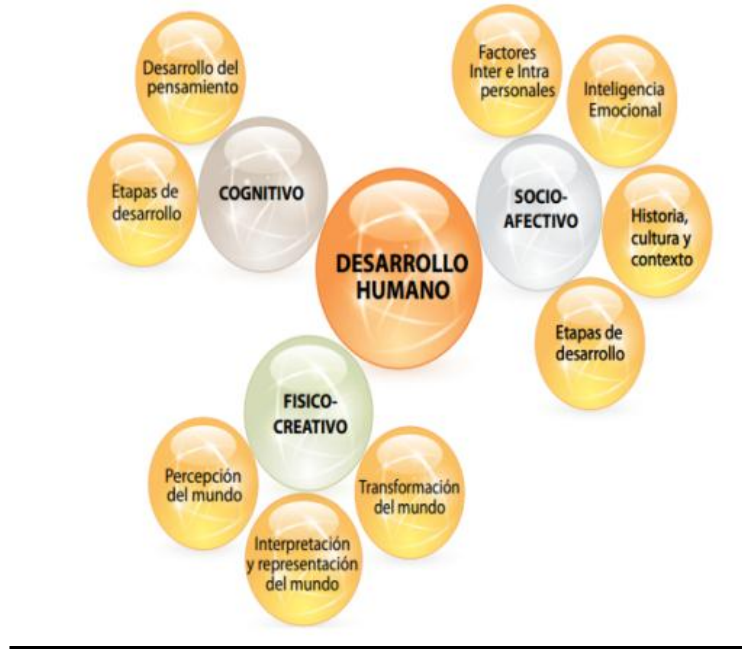 Desarrollo del
pensamiento
Etapas de
desarrollo
COGNITIVO
Factores
Inter e Intra
personales
Inteligencia
Emocional
SOCIO-
AFECTIVO
Historia,
cultura y
contexto
Etapas de
desarrollo
DESARROLLO
HUMANO
FISICO-
CREATIVO
Percepción
del mundo
Interpretación
y representación
del mundo
Transformación
del mundo